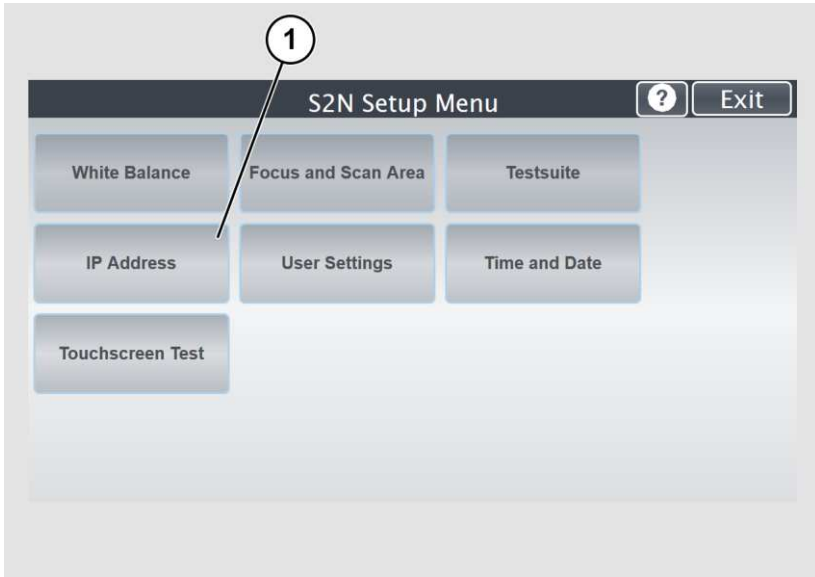 1
S2N Setup Menu
?
Exit
White Balance
Focus and Scan Area
Testsuite
IP Address
User Settings
Time and Date
Touchscreen Test